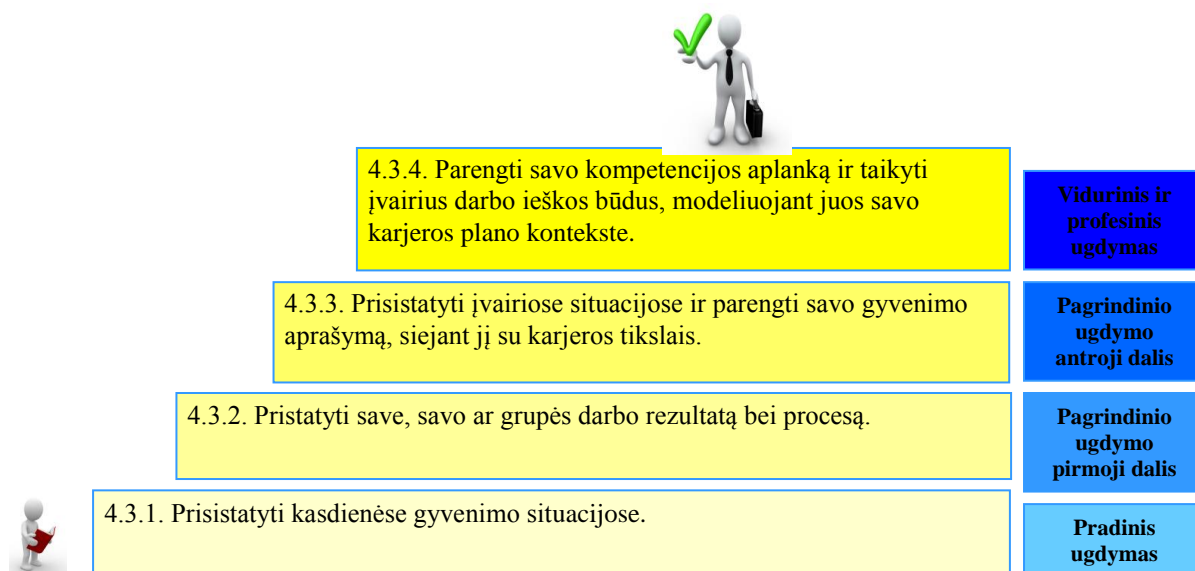 4.3.4. Parengti savo kompetencijos aplanką ir taikyti
įvairius darbo ieškos būdus, modeliuojant juos savo
karjeros plano kontekste.
Vidurinis ir
profesinis
ugdymas
4.3.3. Prisistatyti įvairiose situacijose ir parengti savo gyvenimo
aprašymą, siejant jį su karjeros tikslais.
Pagrindinio
ugdymo
antroji dalis
4.3.2. Pristatyti save, savo ar grupės darbo rezultatą bei procesą.
Pagrindinio
ugdymo
pirmoji dalis
4.3.1. Prisistatyti kasdienėse gyvenimo situacijose.
Pradinis
ugdymas